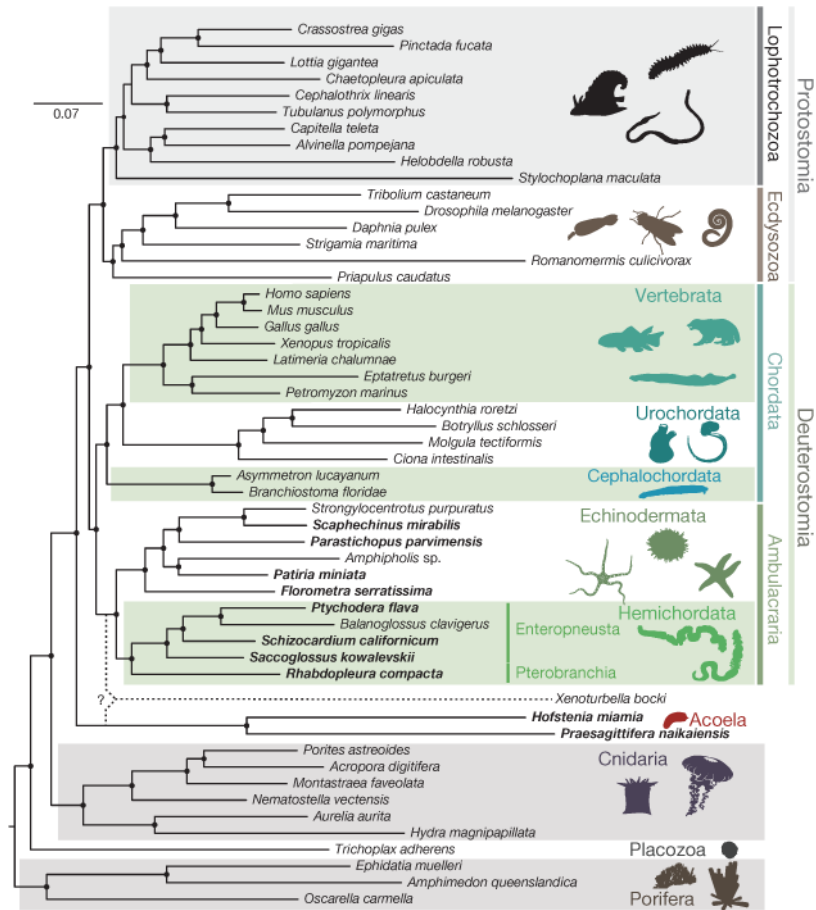 Crassostrea gigas
Pinctada fucata
Lottia gigantea
Chaetopleura apiculata
Cephalothrix linearis
0.07
Tubulanus polymorphus
Capitella teleta
Alvinella pompejana
Helobdella robusta
Stylochoplana maculata
Lophotrochozoa
Protostomia
Tribolium castaneum
Drosophila melanogaster
Daphnia pulex
Strigamia maritima
Romanomermis culicivorax
Priapulus caudatus
Ecdysozoa
Homo sapiens
Vertebrata
Mus musculus
Gallus gallus
Xenopus tropicalis
Latimeria chalumnae
Eptatretus burgeri
Petromyzon marinus
Chordata
Halocynthia roretzi
Urochordata
Botryllus schlosseri
Molgula tectiformis
Ciona intestinalis
Deuterostomia
Asymmetron lucayanum
Cephalochordata
Branchiostoma floridae
Strongylocentrotus purpuratus
Echinodermata
Scaphechinus mirabilis
Parastichopus parvimensis
Amphipholis sp.
Patiria miniata
Florometra serratissima
Ambulacraria
Ptychodera flava
Hemichordata
Balanoglossus clavigerus
Enteropneusta
Schizocardium californicum
Saccoglossus kowalevskii
Rhabdopleura compacta
Pterobranchia
?
Xenoturbella bocki
Hofstenia miamia
Acoela
Praesagittifera naikaiensis
Porites astreoides
Cnidaria
Acropora digitifera
Montastraea faveolata
Nematostella vectensis
Aurelia aurita
Hydra magnipapillata
Trichoplax adherens
Placozoa
Ephidatia muelleri
Amphimedon queenslandica
Oscarella carmella
Porifera